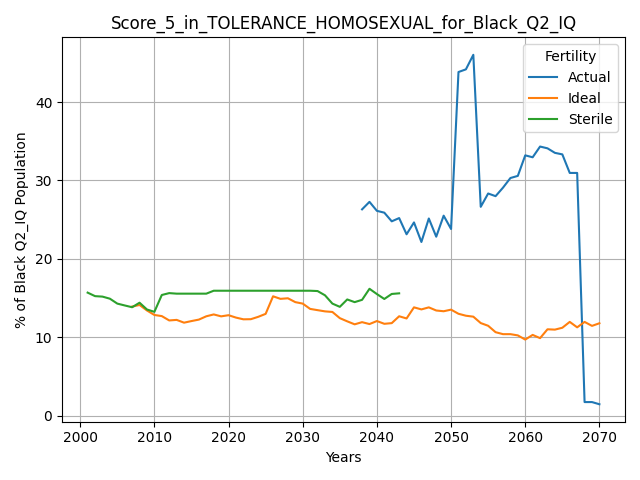 Score_5_in_TOLERANCE_HOMOSEXUAL_for_Black_Q2_IQ
Fertility
Actual
Ideal
Sterile
% of Black Q2_IQ Population
40
30
20
10
0
2000 2010 2020 2030 2040 2050 2060 2070
Years